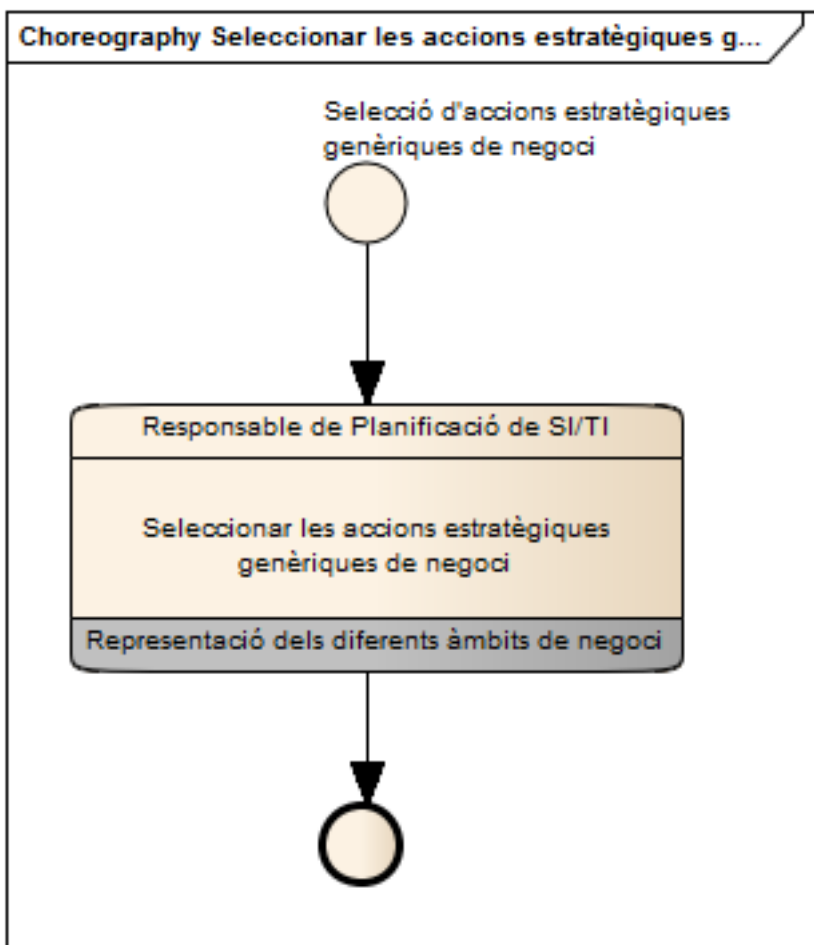 Choreography Seleccionar les accions estratègiques g...
Selecció d'accions estratègiques
genèriques de negoci
Responsable de Planificació de SI/TI
Seleccionar les accions estratègiques
genèriques de negoci
Representació dels diferents àmbits de negoci